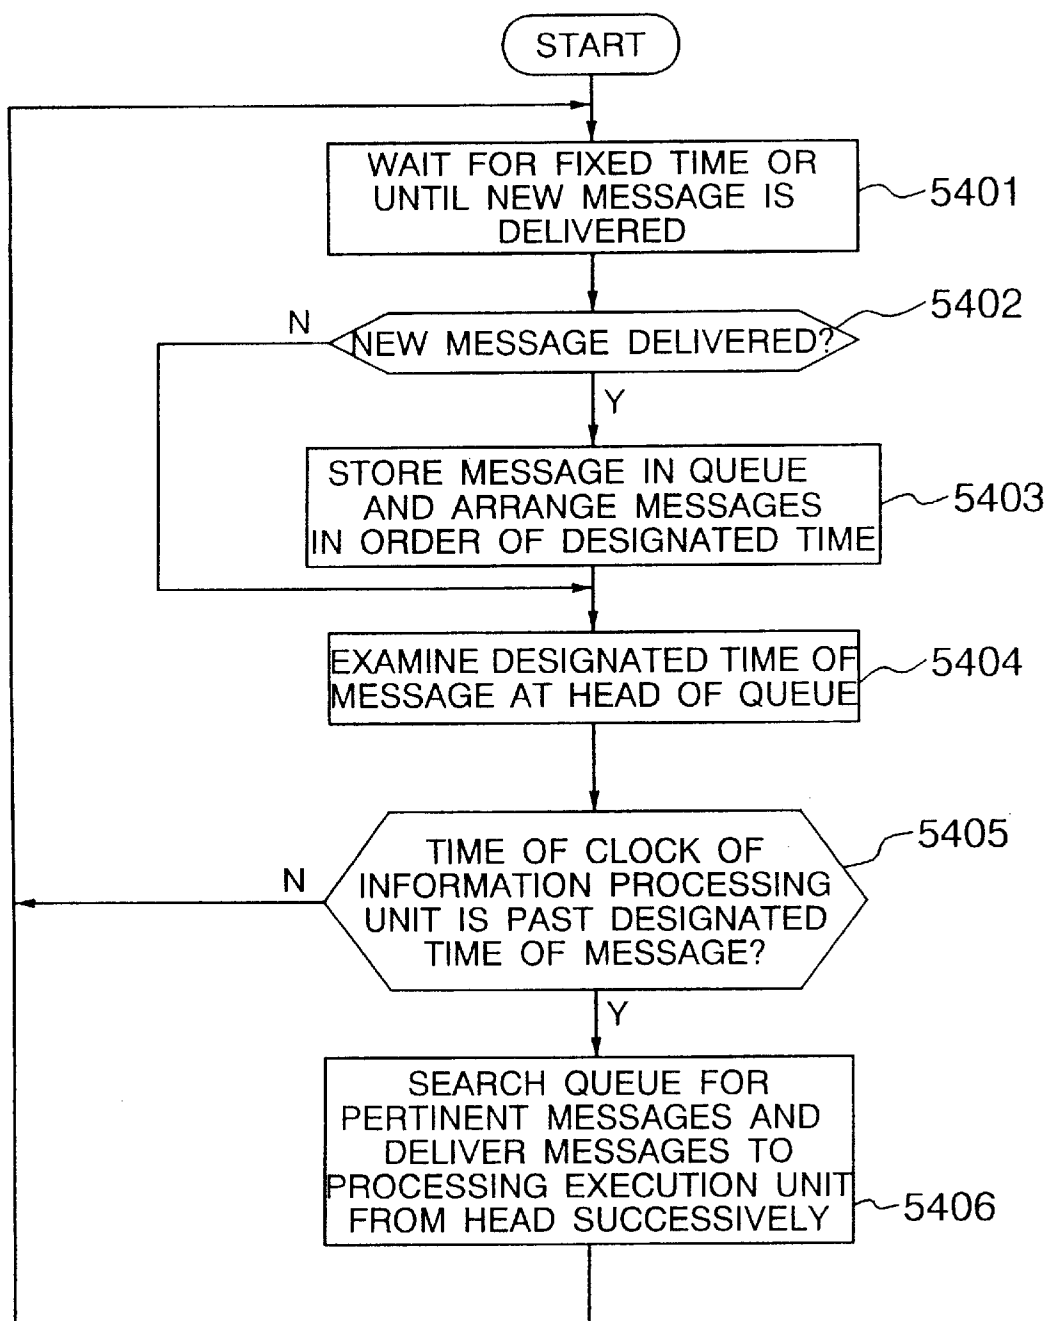 START
WAIT FOR FIXED TIME OR
UNTIL NEW MESSAGE IS
DELIVERED
5401
5402
N
NEW MESSAGE DELIVERED?
Y
STORE MESSAGE IN QUEUE
AND ARRANGE MESSAGES
IN ORDER OF DESIGNATED TIME
5403
EXAMINE DESIGNATED TIME OF
MESSAGE AT HEAD OF QUEUE
5404
5405
N
TIME OF CLOCK OF
INFORMATION PROCESSING
UNIT IS PAST DESIGNATED
TIME OF MESSAGE?
Y
SEARCH QUEUE FOR
PERTINENT MESSAGES AND
DELIVER MESSAGES TO
PROCESSING EXECUTION UNIT
FROM HEAD SUCCESSIVELY
5406